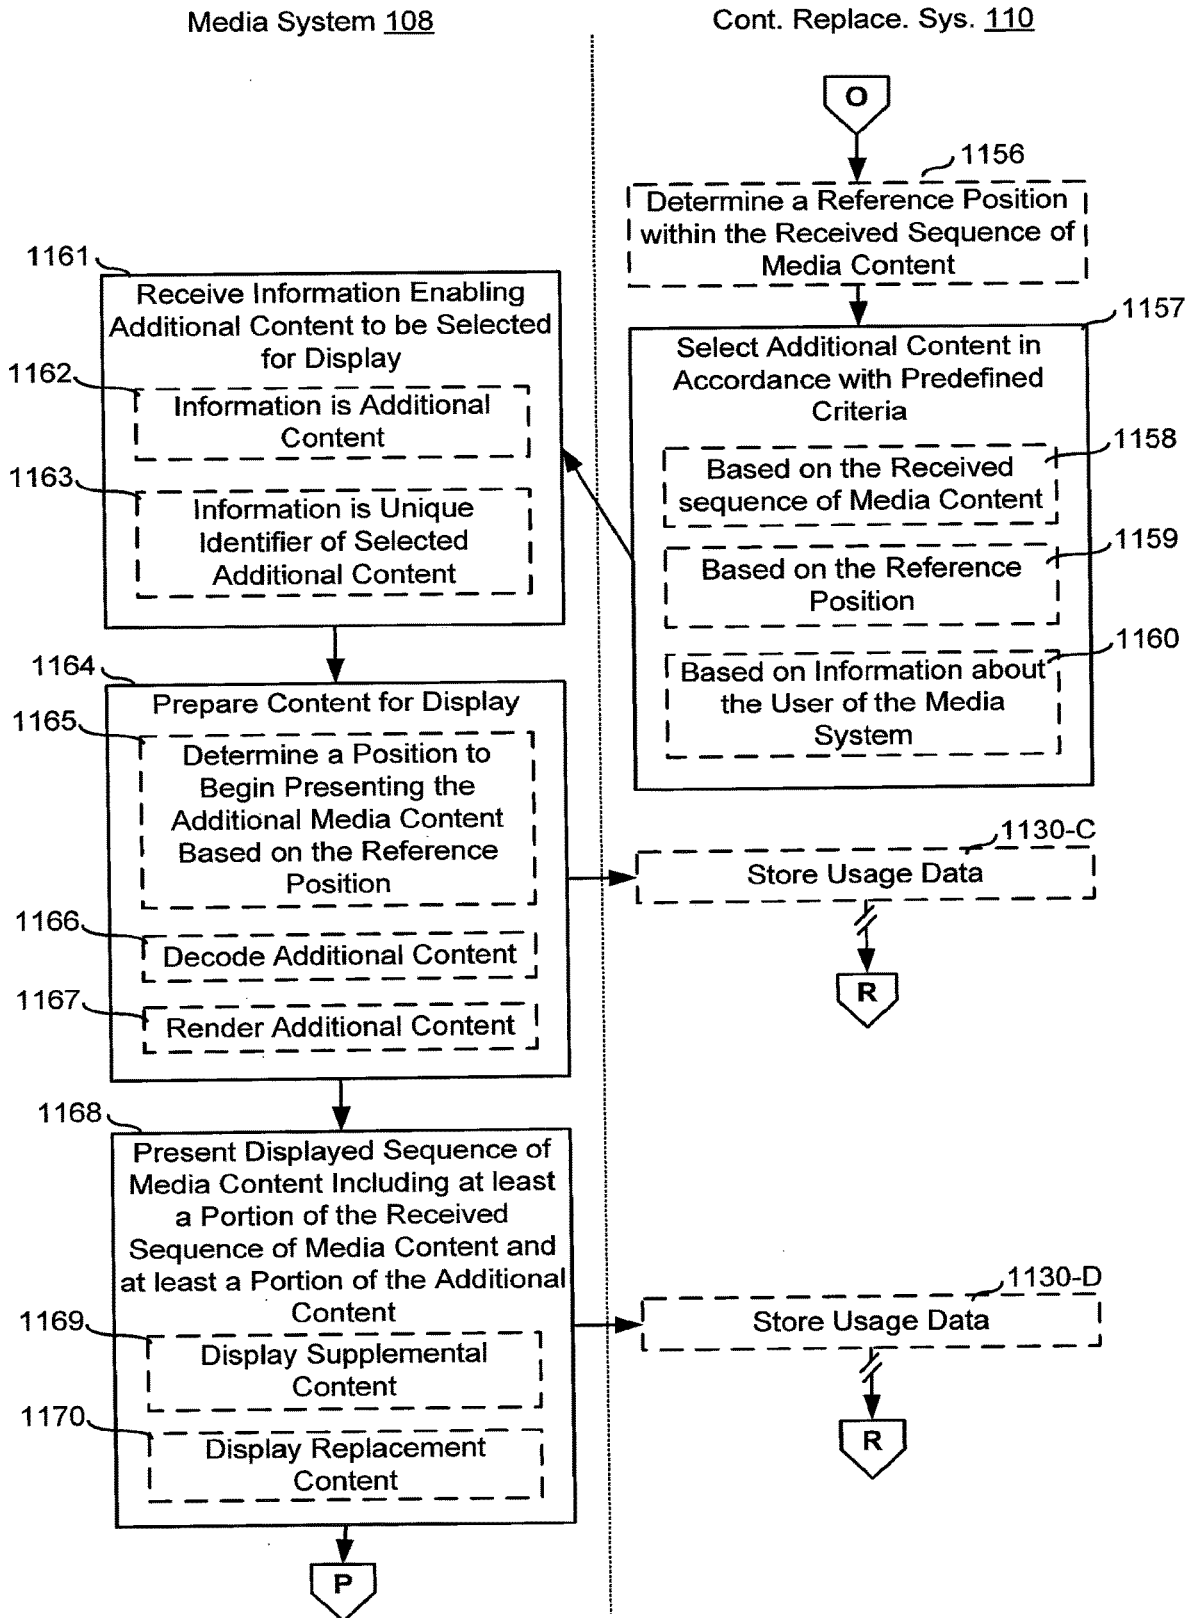 Media System 108
Cont. Replace. Sys. 110
O
1156
Determine a Reference Position
within the Received Sequence of
Media Content
1157
Select Additional Content in
Accordance with Predefined
Criteria
1158
Based on the Received
sequence of Media Content
1159
Based on the Reference
Position
1160
Based on Information about
the User of the Media
System
1161
Receive Information Enabling
Additional Content to be Selected
for Display
1162
Information is Additional
Content
1163
Information is Unique
Identifier of Selected
Additional Content
1164
Prepare Content for Display
1165
Determine a Position to
Begin Presenting the
Additional Media Content
Based on the Reference
Position
1166
Decode Additional Content
1167
Render Additional Content
1130-C
Store Usage Data
R
1168
Present Displayed Sequence of
Media Content Including at least
a Portion of the Received
Sequence of Media Content and
at least a Portion of the Additional
Content
1169
Display Supplemental
Content
1170
Display Replacement
Content
1130-D
Store Usage Data
R
P